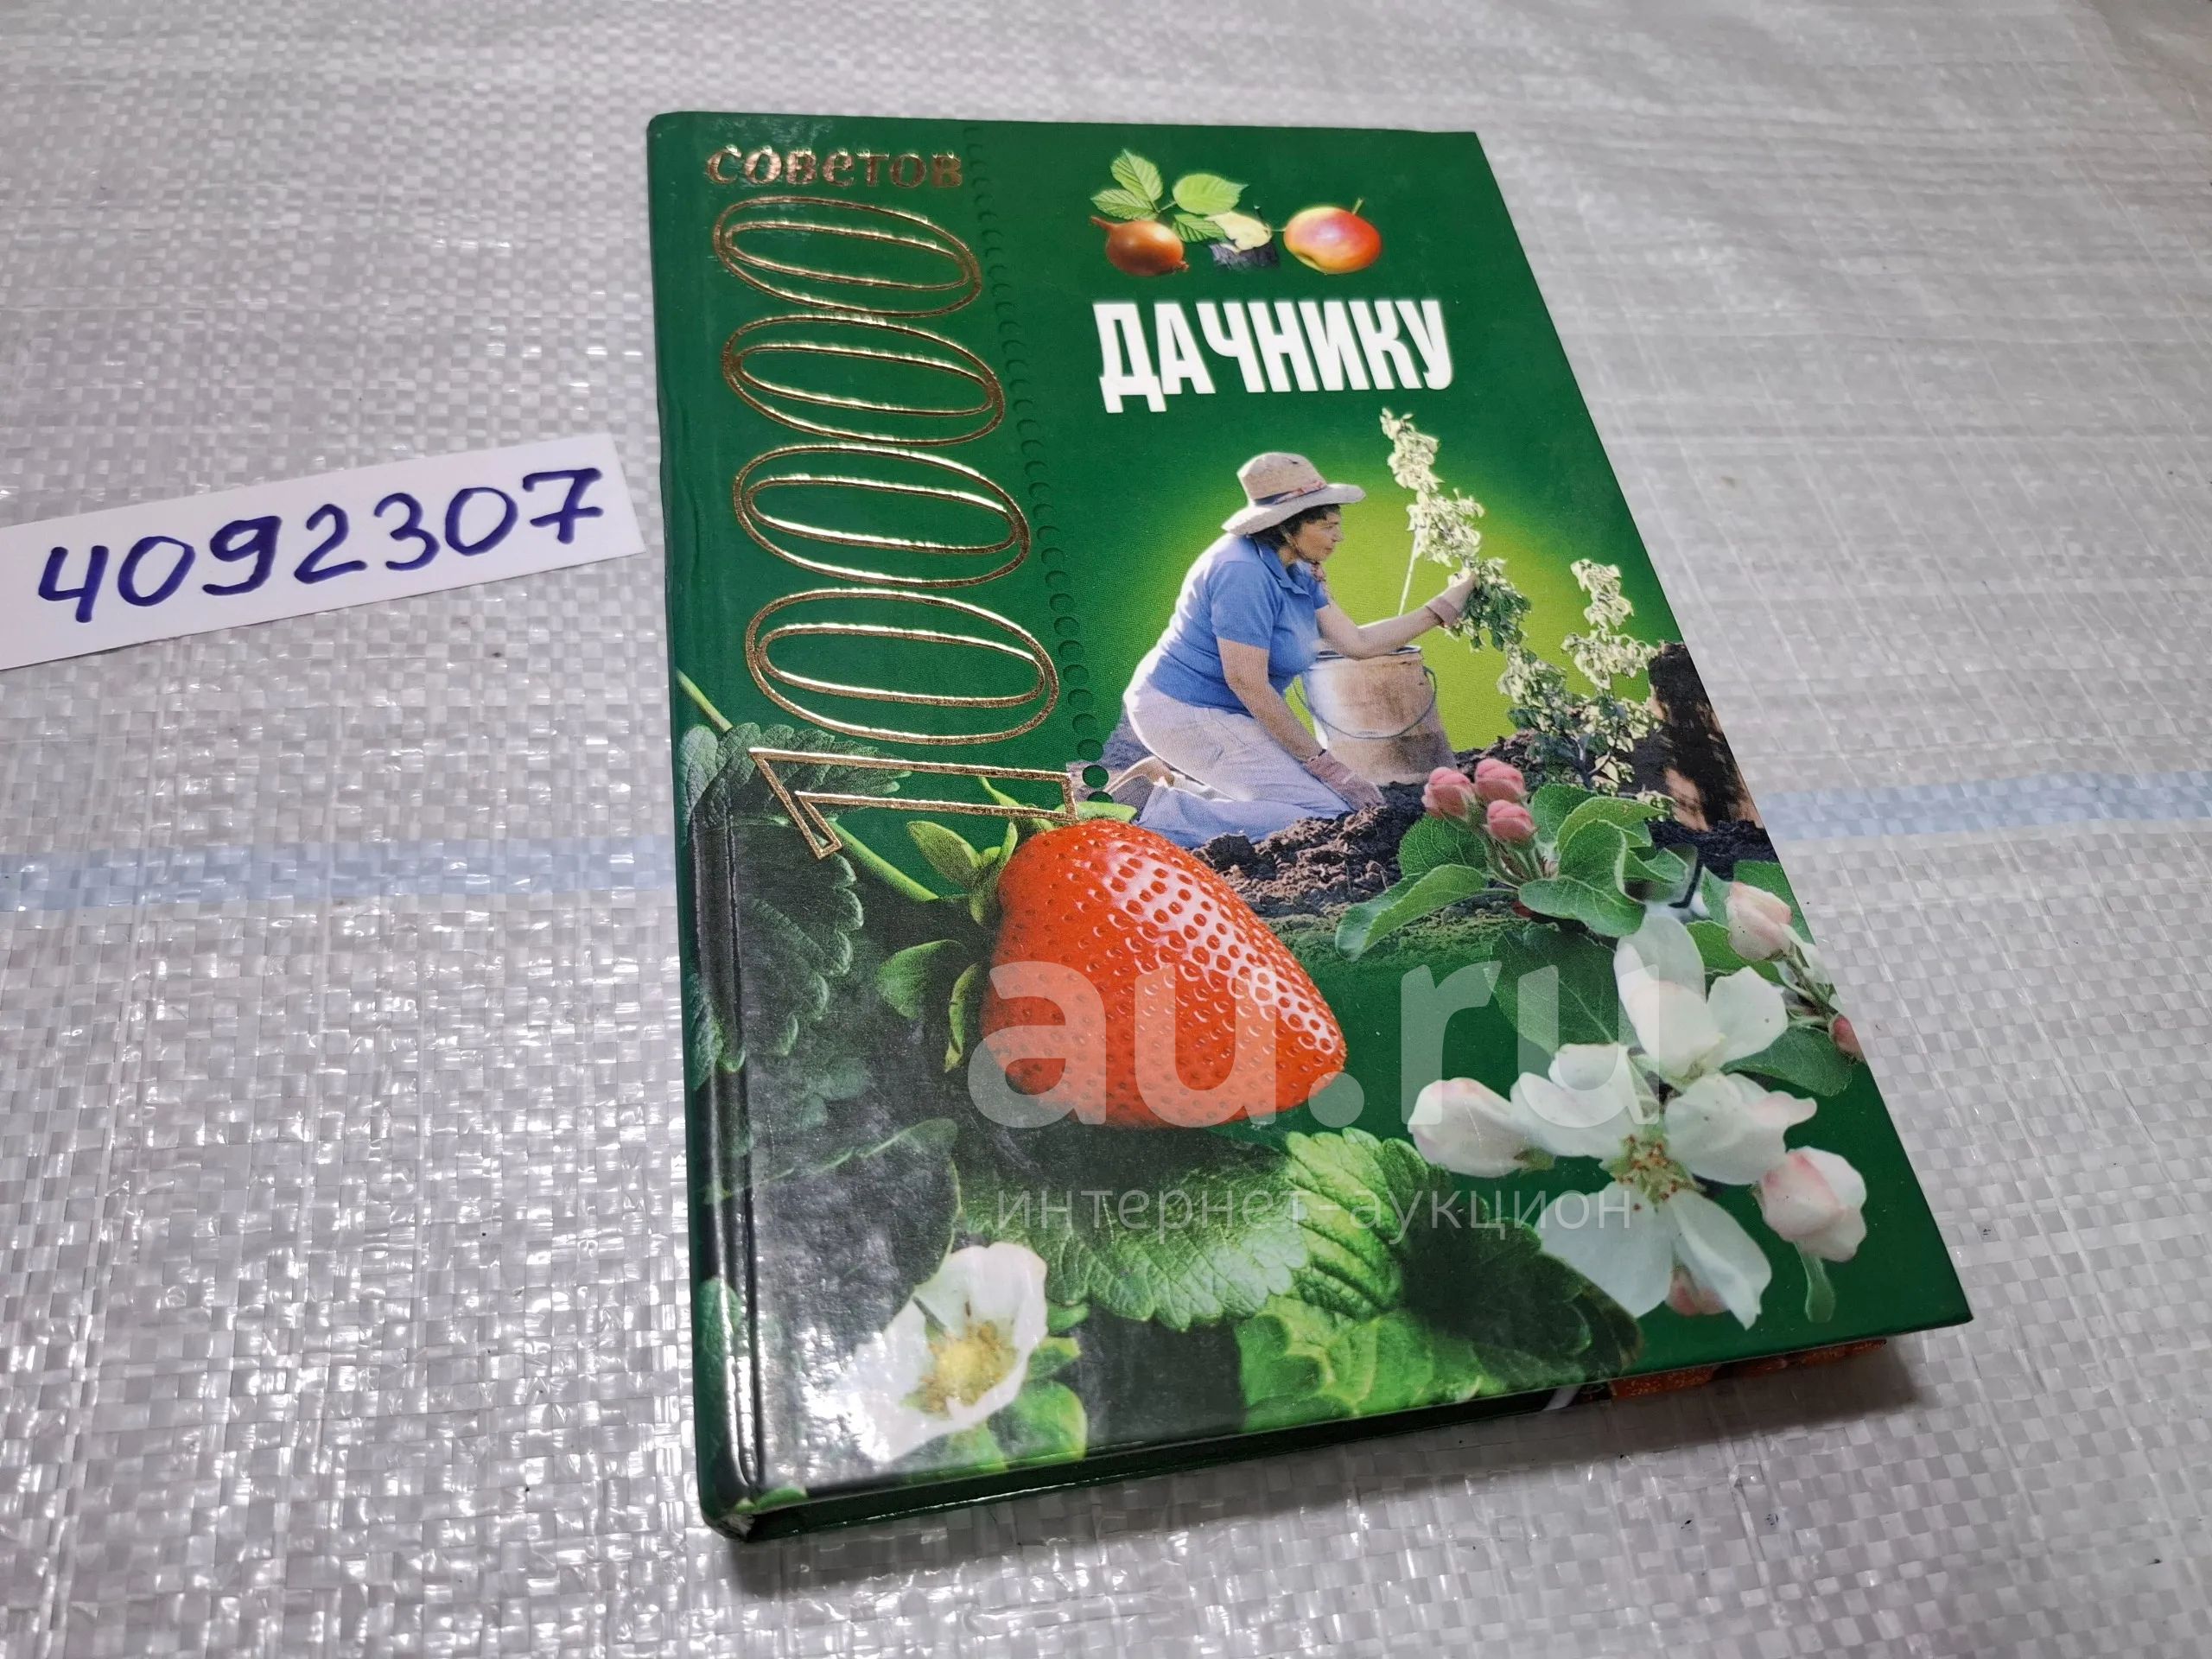 4092307
10000
советов
ДАЧНИКУ
au.ru
интернет-аукцион